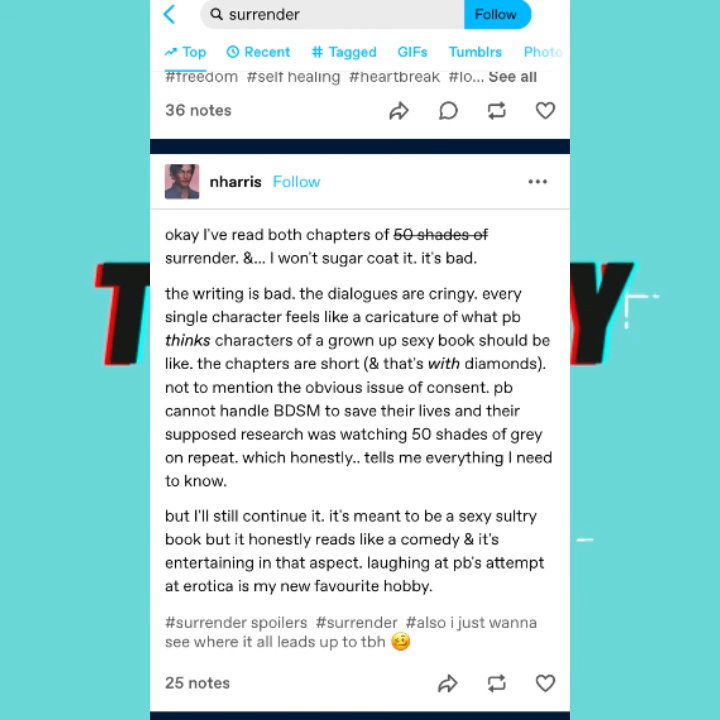 surrender
Follow
Top Recent # Tagged GIFs Tumblrs Photo
#freedom #self healing #heartbreak #lo... See all
36 notes
nharris Follow
okay I've read both chapters of 50 shades of
surrender. &... I won't sugar coat it. it's bad.
the writing is bad. the dialogues are cringy. every
single character feels like a caricature of what pb
thinks characters of a grown up sexy book should be
like. the chapters are short (& that's with diamonds).
not to mention the obvious issue of consent. pb
cannot handle BDSM to save their lives and their
supposed research was watching 50 shades of grey
on repeat. which honestly.. tells me everything I need
to know.
but I'll still continue it. it's meant to be a sexy sultry
book but it honestly reads like a comedy & it's
entertaining in that aspect. laughing at pb's attempt
at erotica is my new favourite hobby.
#surrender spoilers #surrender #also i just wanna
see where it all leads up to tbh 🥴
25 notes
T
Y